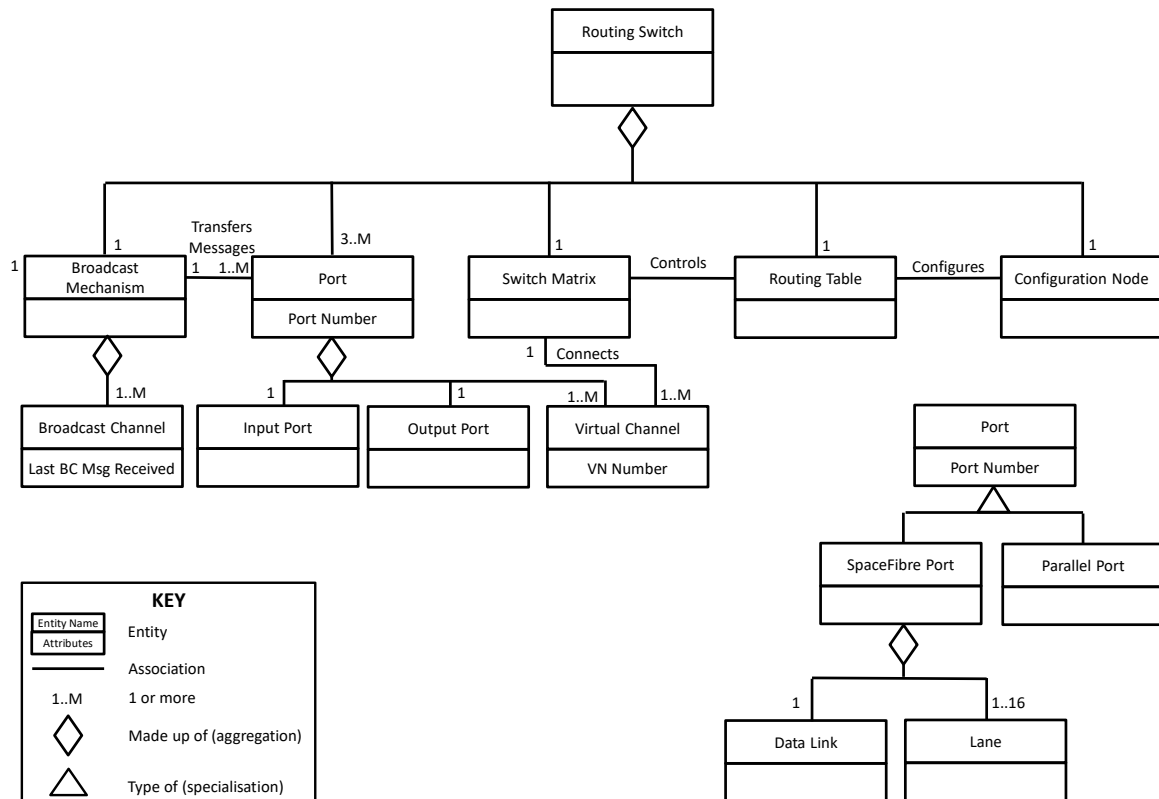 Routing Switch
Transfers
Messages
1
3..M
1
1
1
1
Broadcast
Mechanism
1
1..M
Port
Port Number
Switch Matrix
Controls
Routing Table
Configures
Configuration Node
1
Connects
1..M
1
1
1..M
1..M
Broadcast Channel
Last BC Msg Received
Input Port
Output Port
Virtual Channel
VN Number
Port
Port Number
SpaceFibre Port
Parallel Port
1
1..16
Data Link
Lane
KEY
Entity Name
Attributes
Entity
Association
1..M
1 or more
Made up of (aggregation)
Type of (specialisation)